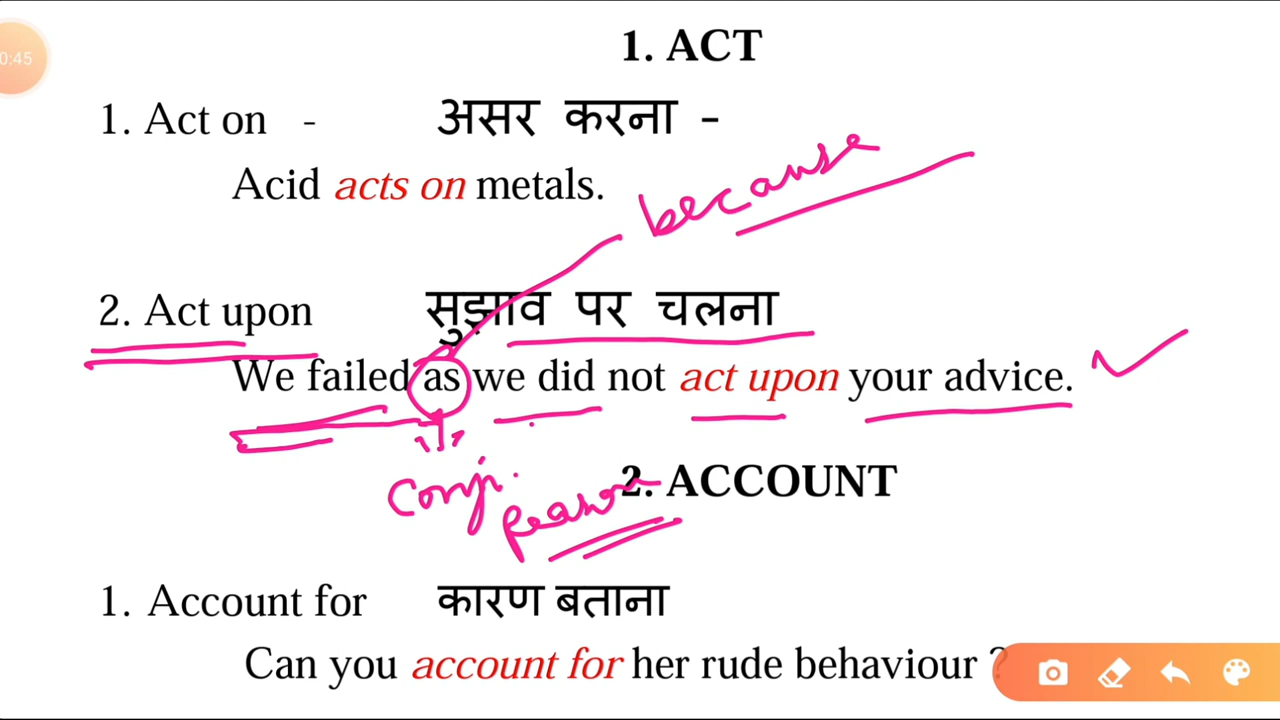 0:45
1. ACT
1. Act on - असर करना -
Acid acts on metals.
because
2. Act upon सुझाव पर चलना
We failed as we did not act upon your advice.
conj.
reason
2. ACCOUNT
1. Account for कारण बताना
Can you account for her rude behaviour ?